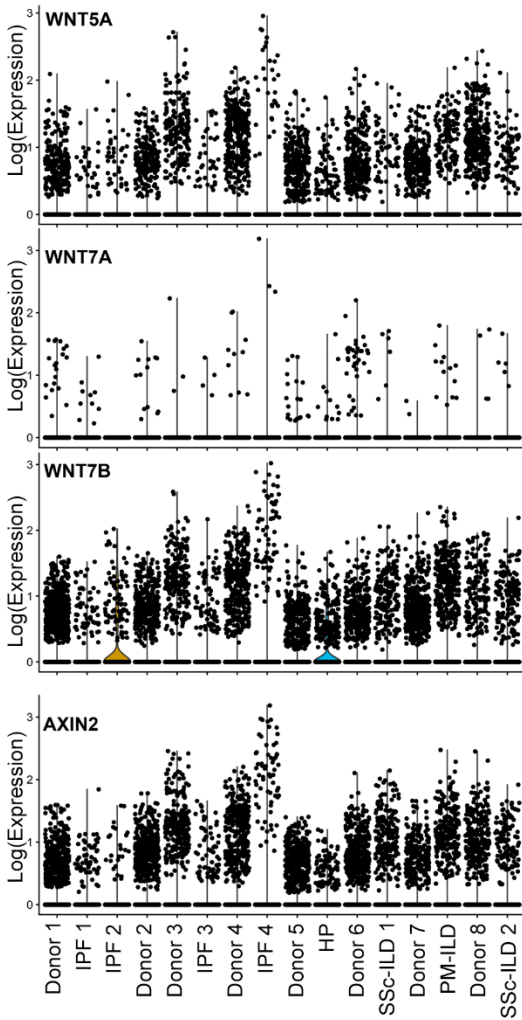 WNT5A
Log(Expression)
3
2
1
0
WNT7A
Log(Expression)
3
2
1
0
WNT7B
Log(Expression)
3
2
1
0
AXIN2
Log(Expression)
3
2
1
0
Donor 1
IPF 1
IPF 2
Donor 2
Donor 3
IPF 3
Donor 4
IPF 4
Donor 5
HP
Donor 6
SSc-ILD 1
Donor 7
PM-ILD
Donor 8
SSc-ILD 2